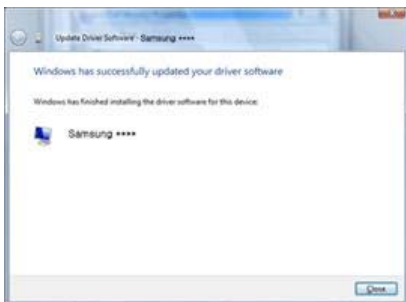 Update Driver Software - Samsung ****
Windows has successfully updated your driver software
Windows has finished installing the driver software for this device:
Samsung ****
Close